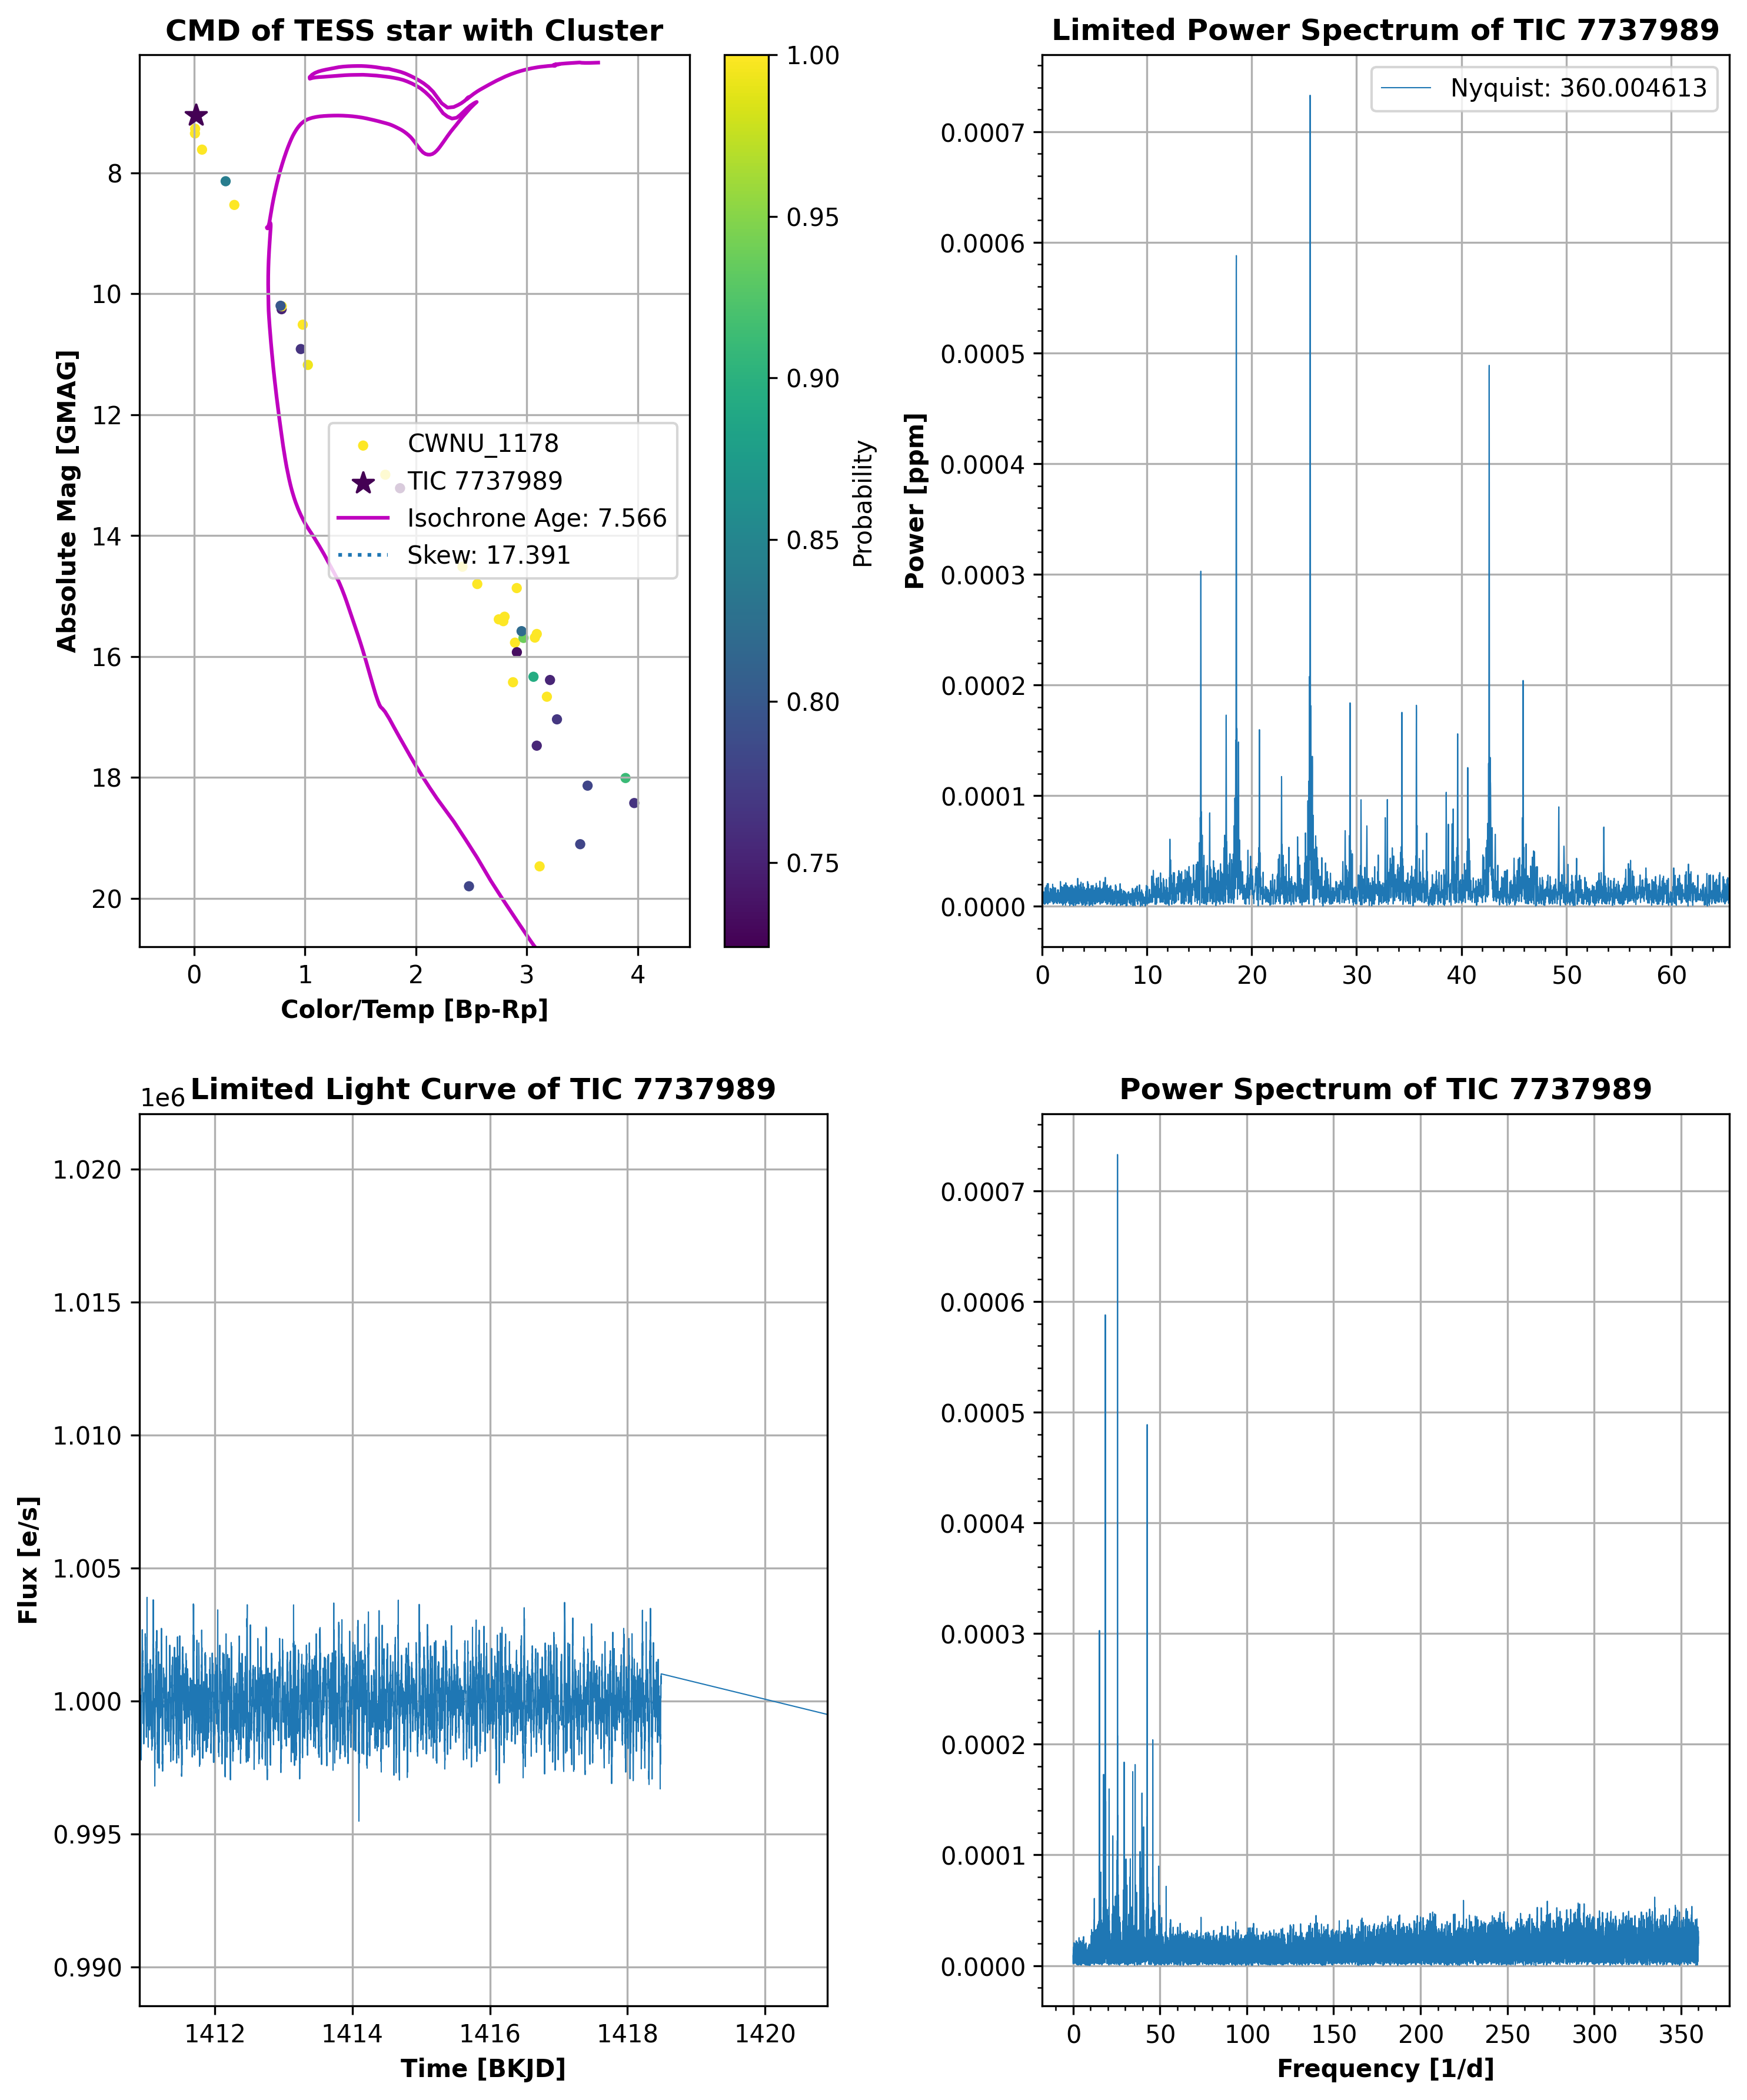 CMD of TESS star with Cluster
8
10
12
14
16
18
20
0 1 2 3 4
Absolute Mag [GMAG]
Color/Temp [Bp-Rp]
CWNU_1178
TIC 7737989
Isochrone Age: 7.566
Skew: 17.391
1.00
0.95
0.90
0.85
0.80
0.75
Probability
Limited Power Spectrum of TIC 7737989
Nyquist: 360.004613
0.0007
0.0006
0.0005
0.0004
0.0003
0.0002
0.0001
0.0000
0 10 20 30 40 50 60
Power [ppm]
Limited Light Curve of TIC 7737989
1e6
1.020
1.015
1.010
1.005
1.000
0.995
0.990
1412 1414 1416 1418 1420
Flux [e/s]
Time [BKJD]
Power Spectrum of TIC 7737989
0.0007
0.0006
0.0005
0.0004
0.0003
0.0002
0.0001
0.0000
0 50 100 150 200 250 300 350
Frequency [1/d]